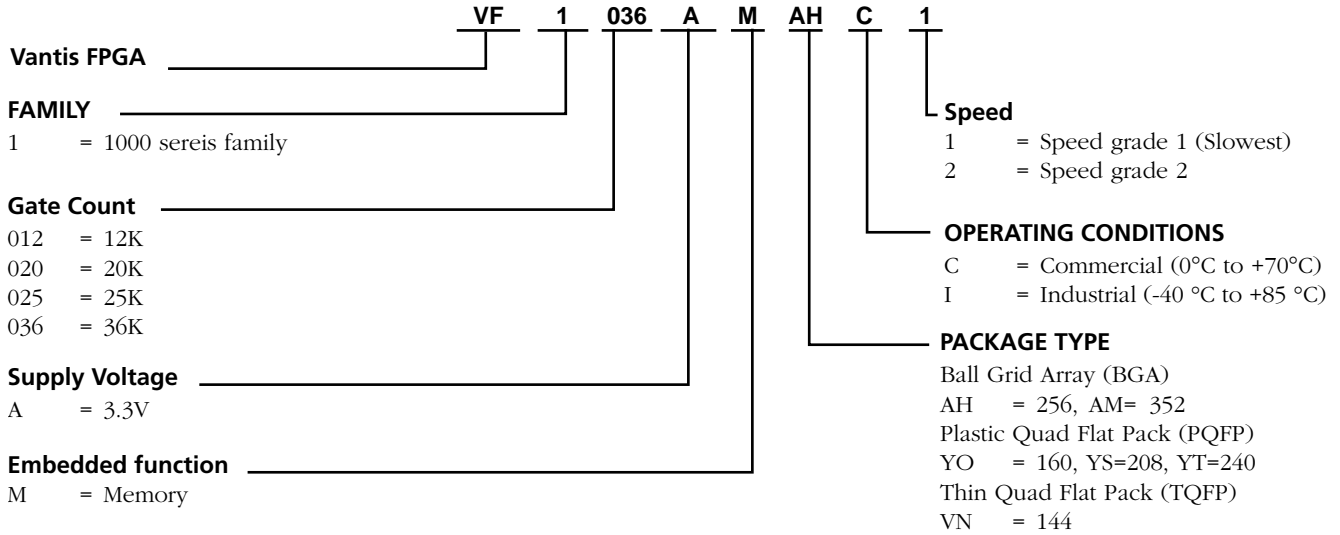 VF 1 036 A M AH C 1
Vantis FPGA
FAMILY
1 = 1000 sereis family
Gate Count
012 = 12K
020 = 20K
025 = 25K
036 = 36K
Supply Voltage
A = 3.3V
Embedded function
M = Memory
Speed
1 = Speed grade 1 (Slowest)
2 = Speed grade 2
OPERATING CONDITIONS
C = Commercial (0°C to +70°C)
I = Industrial (-40 °C to +85 °C)
PACKAGE TYPE
Ball Grid Array (BGA)
AH = 256, AM= 352
Plastic Quad Flat Pack (PQFP)
YO = 160, YS=208, YT=240
Thin Quad Flat Pack (TQFP)
VN = 144